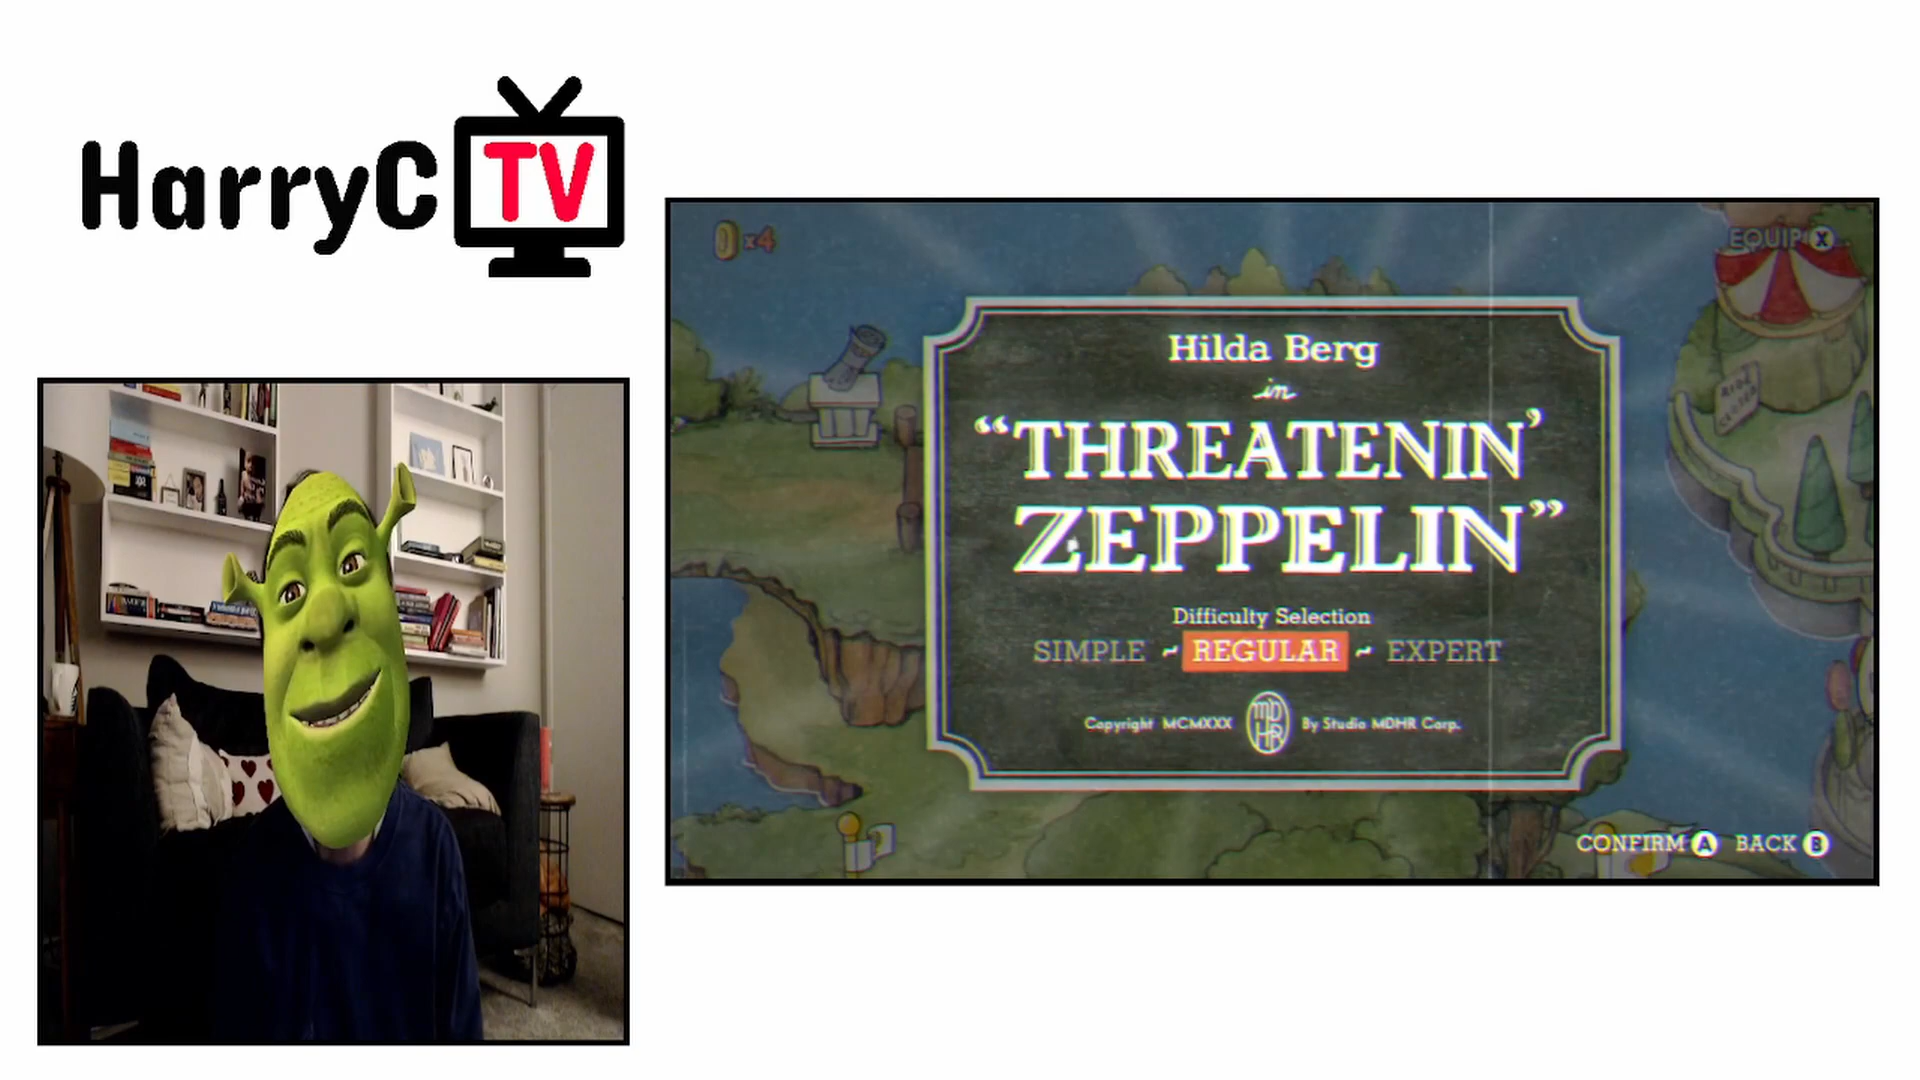 HarryC TV
x4
EQUIP X
Hilda Berg
in
“THREATENIN’
ZEPPELIN”
Difficulty Selection
SIMPLE ~ REGULAR ~ EXPERT
Copyright MCMXXX MDHR By Studio MDHR Corp.
CONFIRM A BACK B